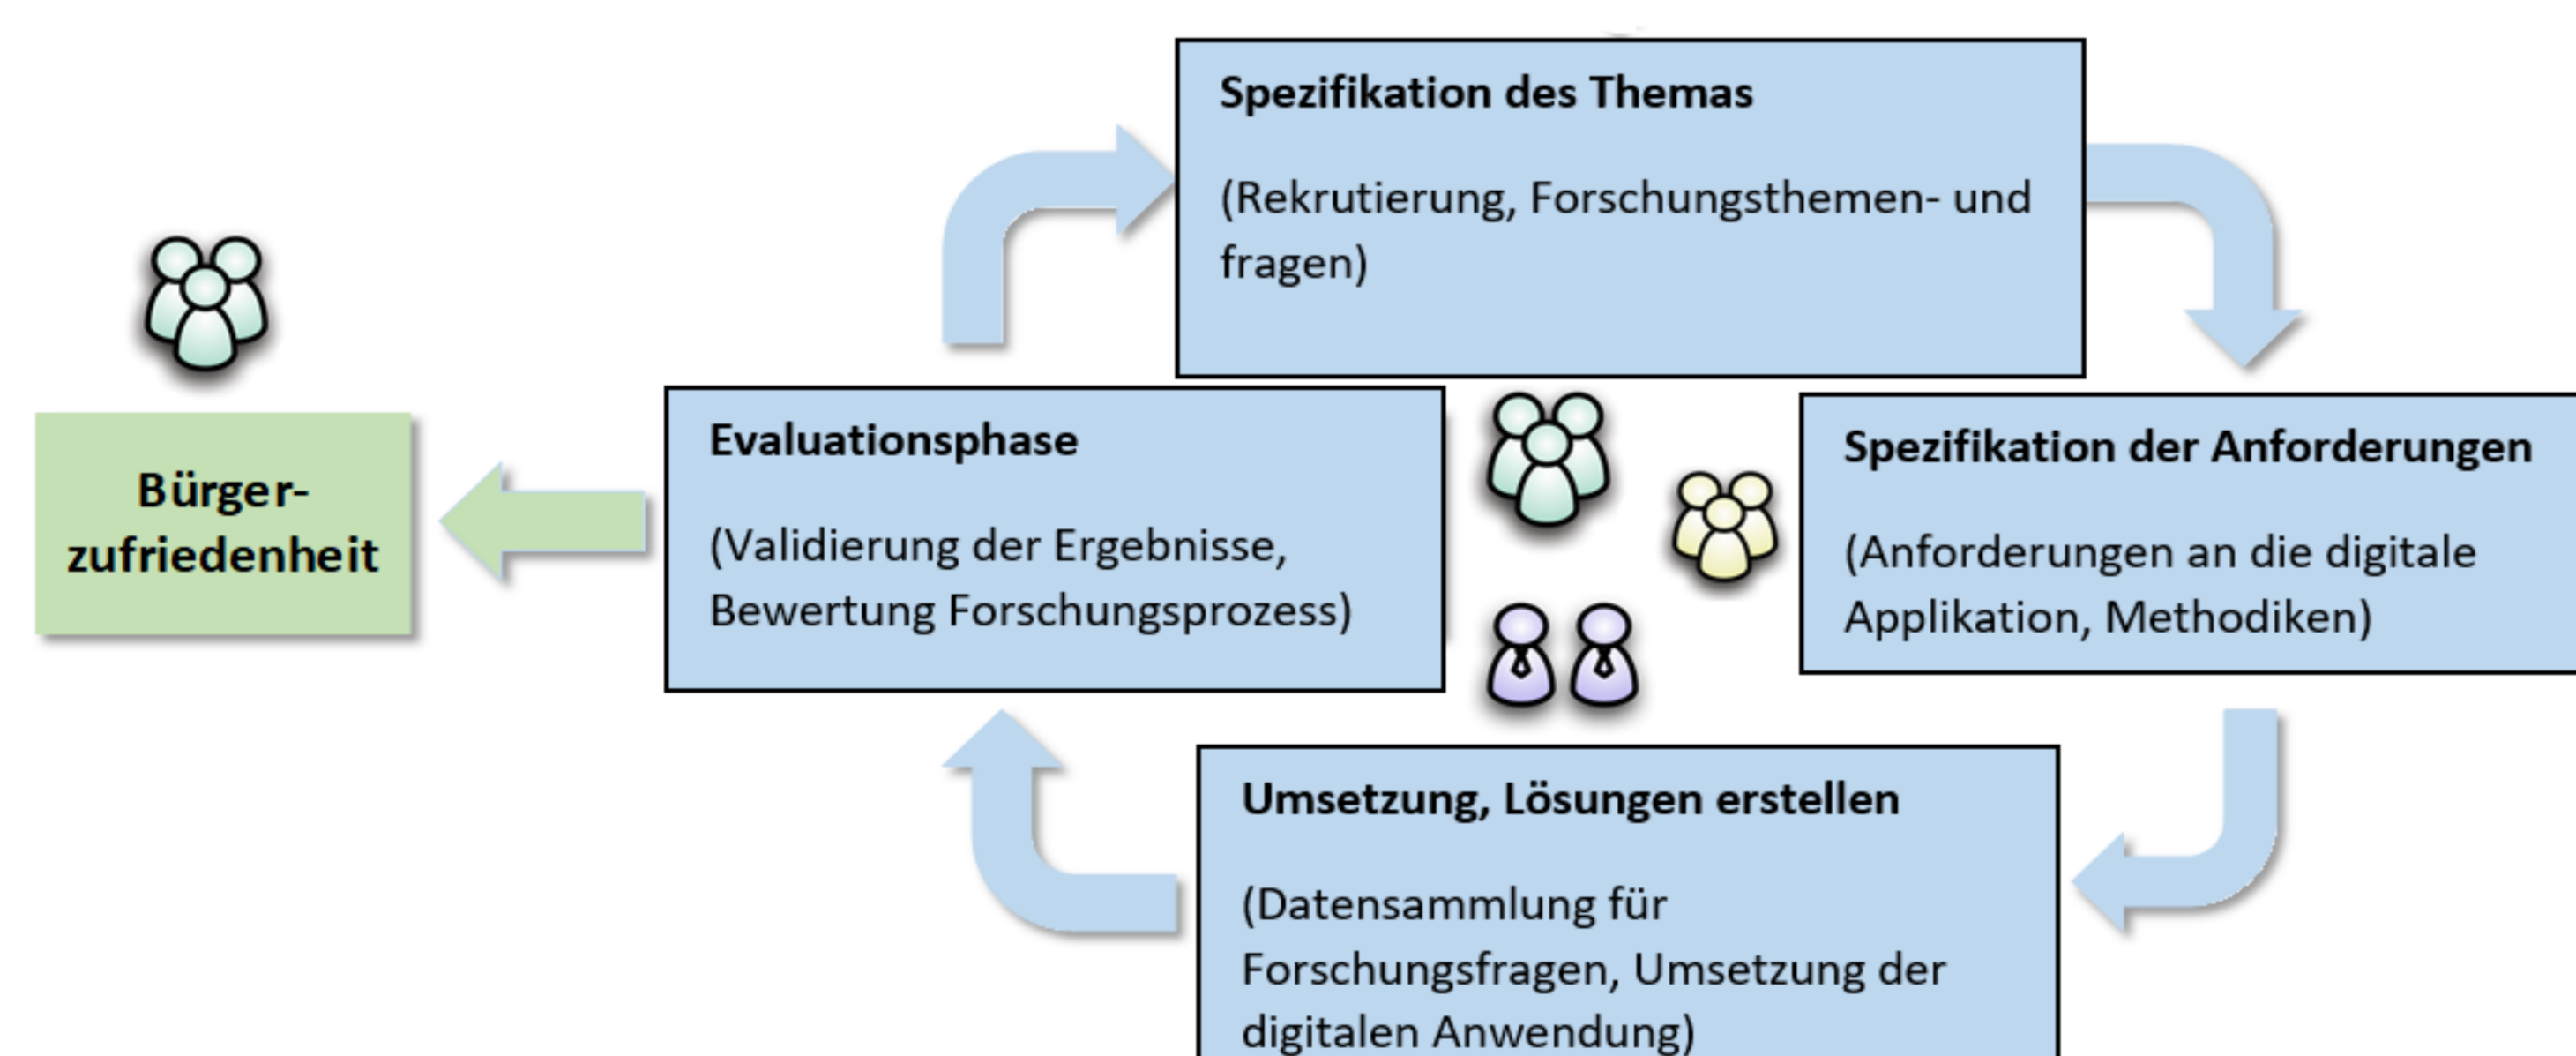 Spezifikation des Themas
(Rekrutierung, Forschungsthemen- und
fragen)
Bürger-
zufriedenheit
Evaluationsphase
(Validierung der Ergebnisse,
Bewertung Forschungsprozess)
Spezifikation der Anforderungen
(Anforderungen an die digitale
Applikation, Methodiken)
Umsetzung, Lösungen erstellen
(Datensammlung für
Forschungsfragen, Umsetzung der
digitalen Anwendung)